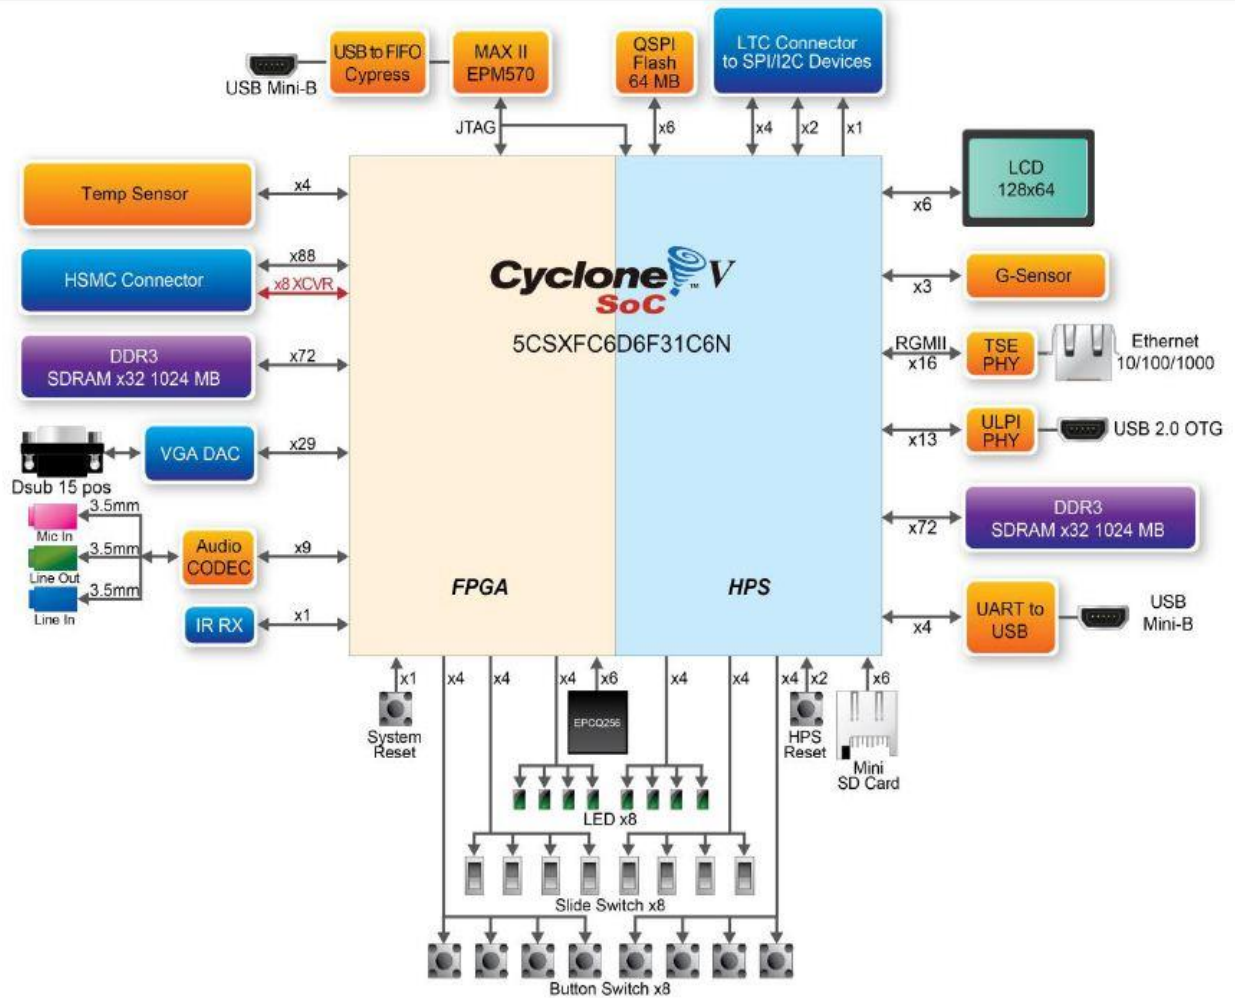 USB Mini-B
USB to FIFO
Cypress
MAX II
EPM570
QSPI
Flash
64 MB
LTC Connector
to SPI/I2C Devices
JTAG
x6
x4
x2
x1
Temp Sensor
x4
HSMC Connector
x88
x8 XCVR
DDR3
SDRAM x32 1024 MB
x72
VGA DAC
x29
Dsub 15 pos
3.5mm
Mic In
3.5mm
Line Out
3.5mm
Line In
Audio
CODEC
x9
IR RX
x1
Cyclone V
SoC
™
5CSXFC6D6F31C6N
FPGA
HPS
LCD
128x64
x6
G-Sensor
x3
RGMII
x16
TSE
PHY
Ethernet
10/100/1000
x13
ULPI
PHY
USB 2.0 OTG
x72
DDR3
SDRAM x32 1024 MB
x4
UART to
USB
USB
Mini-B
x1
System
Reset
x4
x4
x4
x6
EPCQ256
x4
x4
x4
x2
HPS
Reset
x6
Mini
SD Card
LED x8
Slide Switch x8
Button Switch x8